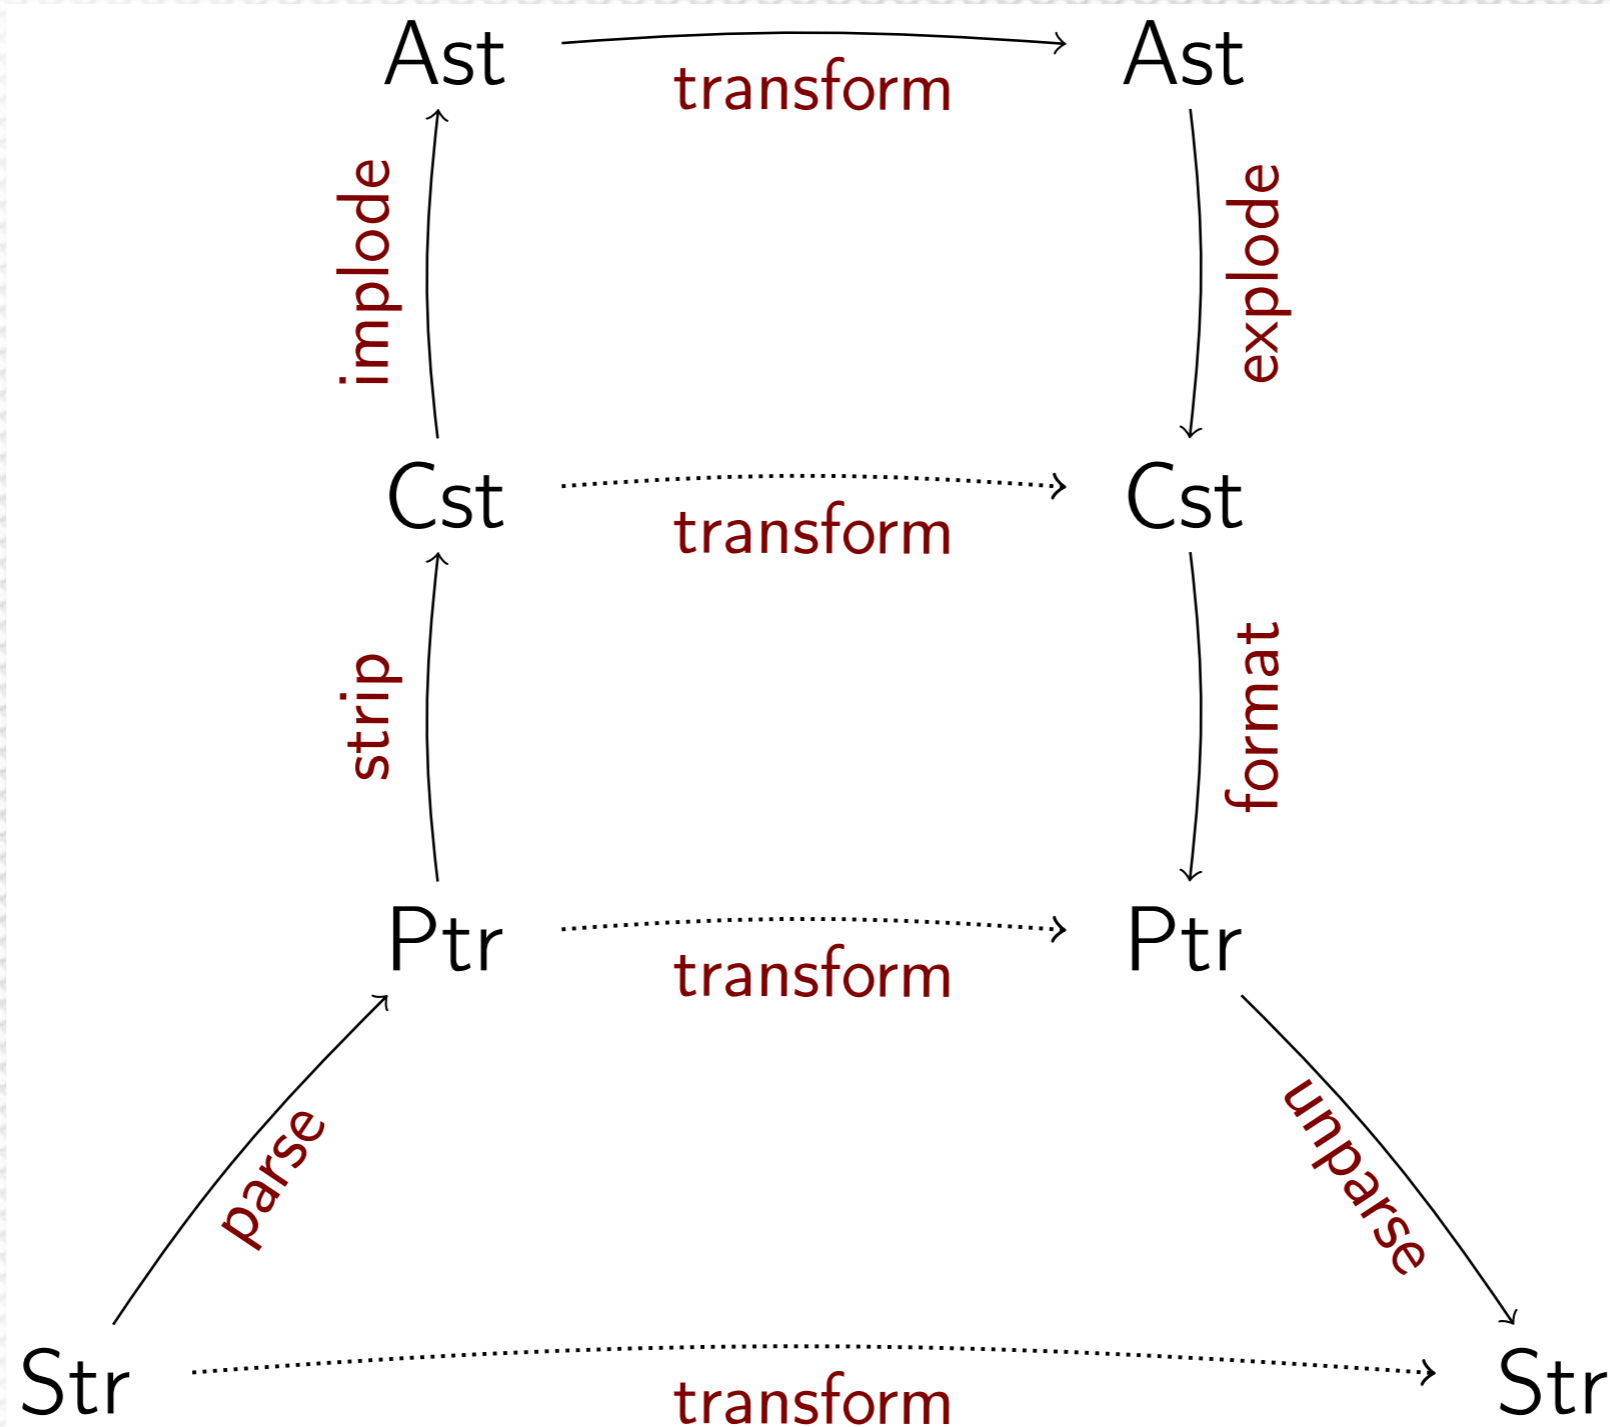 Ast
Ast
transform
implode
explode
Cst
Cst
transform
strip
format
Ptr
Ptr
transform
parse
unparse
Str
Str
transform